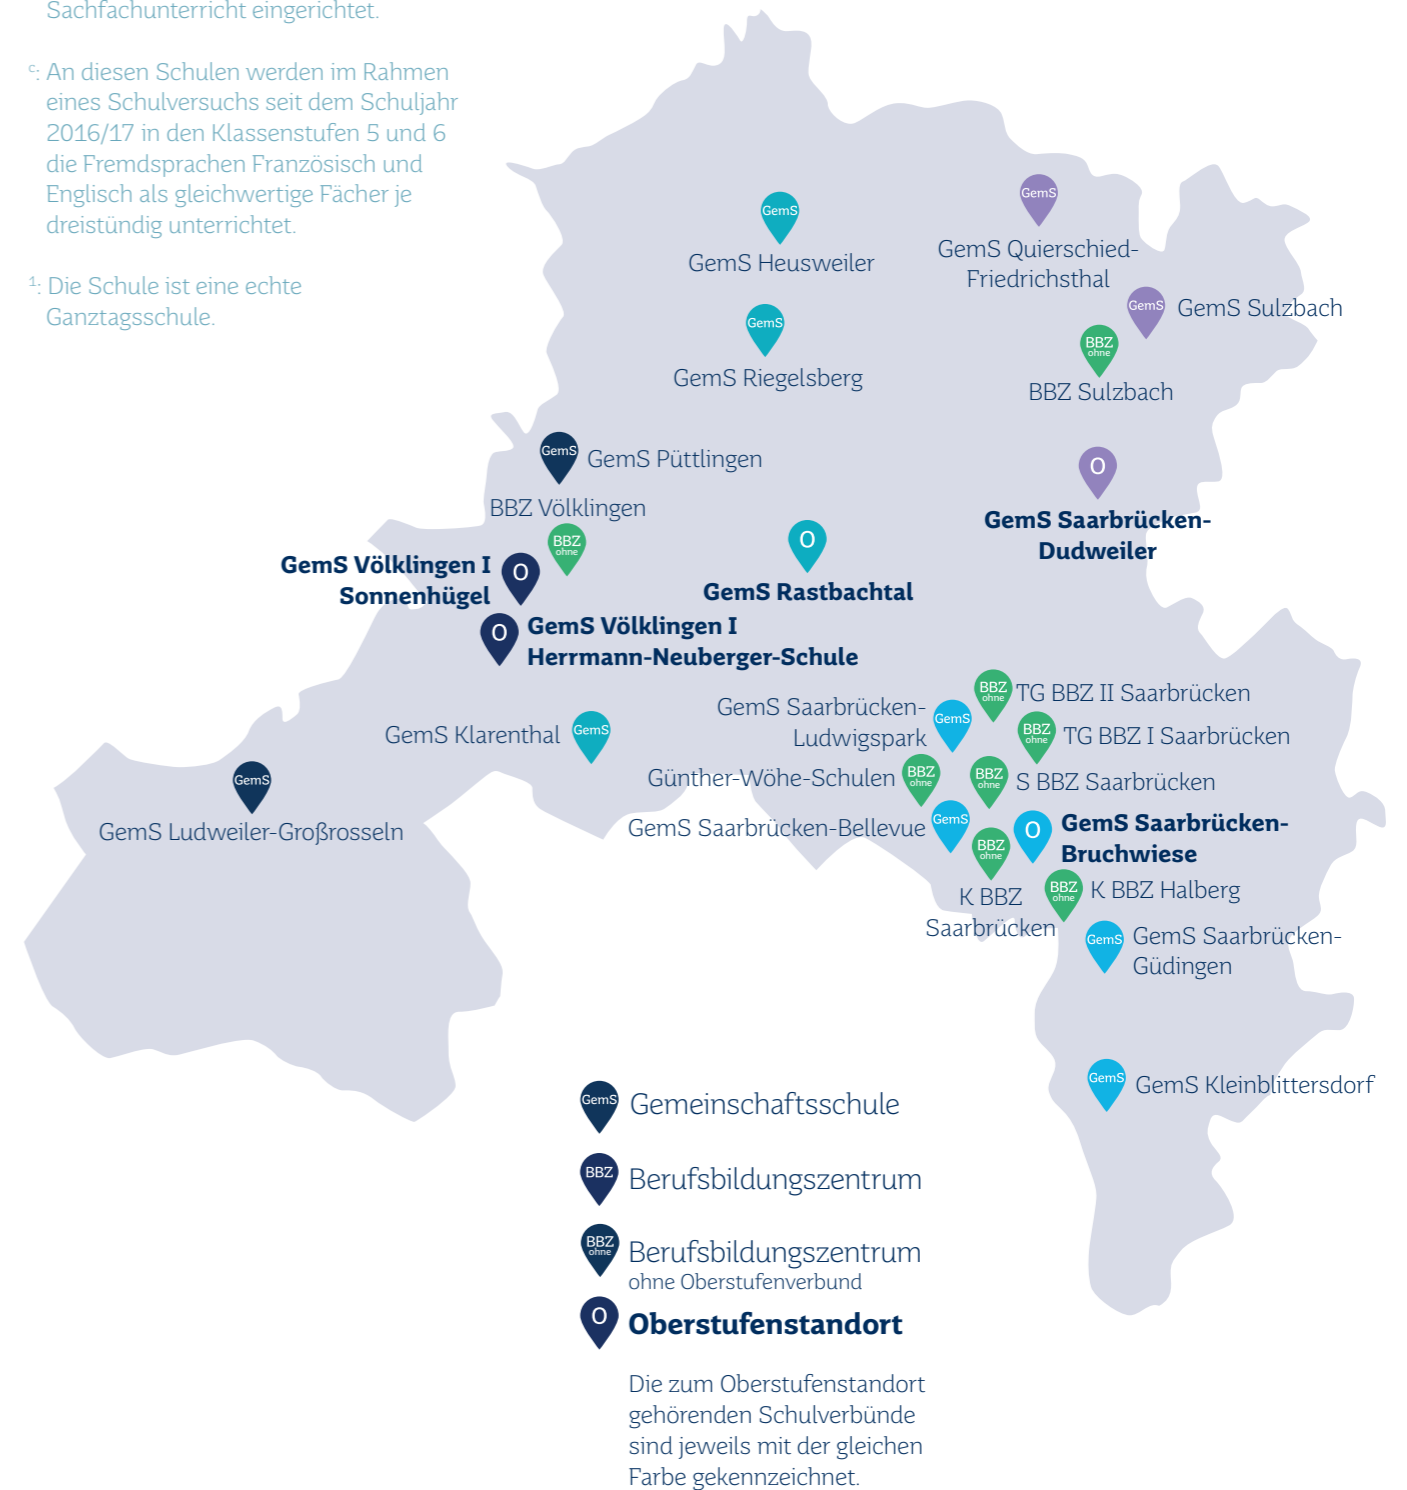 Sachfachunterricht eingerichtet.
c: An diesen Schulen werden im Rahmen
eines Schulversuchs seit dem Schuljahr
2016/17 in den Klassenstufen 5 und 6
die Fremdsprachen Französisch und
Englisch als gleichwertige Fächer je
dreistündig unterrichtet.
1: Die Schule ist eine echte
Ganztagsschule.
GemS
GemS Heusweiler
GemS
GemS Quierschied-
Friedrichsthal
GemS
GemS Sulzbach
GemS
GemS Riegelsberg
BBZ
ohne
BBZ Sulzbach
GemS
GemS Püttlingen
O
GemS Saarbrücken-
Dudweiler
BBZ Völklingen
BBZ
ohne
GemS Völklingen I
Sonnenhügel
O
O
GemS Rastbachtal
O
GemS Völklingen I
Herrmann-Neuberger-Schule
BBZ
ohne
TG BBZ II Saarbrücken
GemS Saarbrücken-
Ludwigspark
GemS
BBZ
ohne
TG BBZ I Saarbrücken
GemS Klarenthal
GemS
Günther-Wöhe-Schulen
BBZ
ohne
BBZ
ohne
S BBZ Saarbrücken
GemS
GemS Ludweiler-Großrosseln
GemS Saarbrücken-Bellevue
GemS
O
GemS Saarbrücken-
Bruchwiese
BBZ
ohne
K BBZ
Saarbrücken
BBZ
ohne
K BBZ Halberg
GemS
GemS Saarbrücken-
Güdingen
GemS
GemS Kleinblittersdorf
GemS
Gemeinschaftsschule
BBZ
Berufsbildungszentrum
BBZ
ohne
Berufsbildungszentrum
ohne Oberstufenverbund
O
Oberstufenstandort
Die zum Oberstufenstandort
gehörenden Schulverbünde
sind jeweils mit der gleichen
Farbe gekennzeichnet.